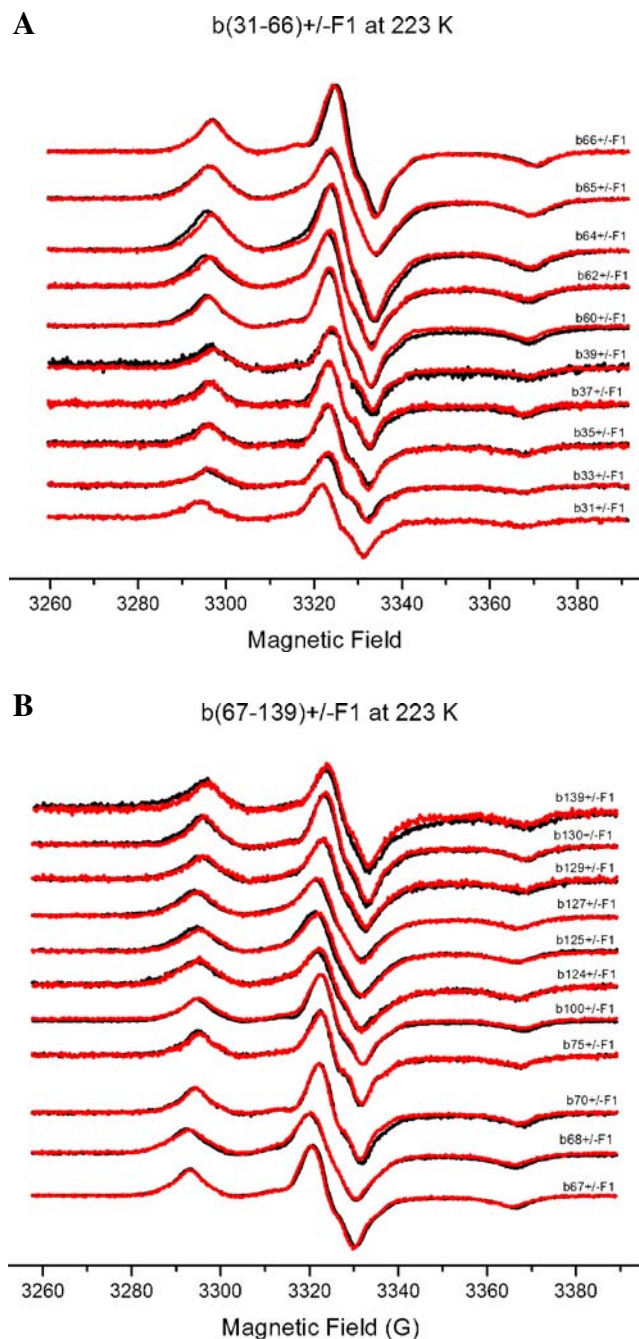 A
b(31-66)+/-F1 at 223 K
b66+/-F1
b65+/-F1
b64+/-F1
b62+/-F1
b60+/-F1
b39+/-F1
b37+/-F1
b35+/-F1
b33+/-F1
b31+/-F1
3260 3280 3300 3320 3340 3360 3380
Magnetic Field
B
b(67-139)+/-F1 at 223 K
b139+/-F1
b130+/-F1
b129+/-F1
b127+/-F1
b125+/-F1
b124+/-F1
b100+/-F1
b75+/-F1
b70+/-F1
b68+/-F1
b67+/-F1
3260 3280 3300 3320 3340 3360 3380
Magnetic Field (G)